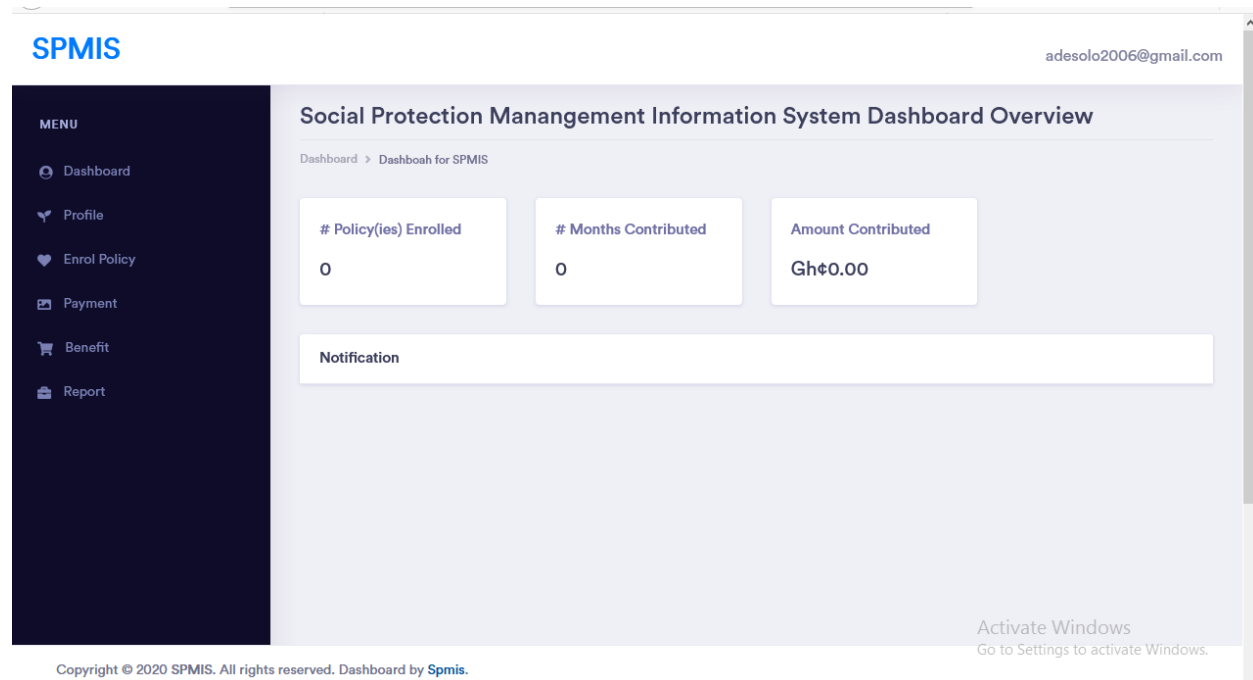 SPMIS
adesolo2006@gmail.com
MENU
Dashboard
Profile
Enrol Policy
Payment
Benefit
Report
Social Protection Manangement Information System Dashboard Overview
Dashboard > Dashboah for SPMIS
# Policy(ies) Enrolled
0
# Months Contributed
0
Amount Contributed
Gh¢0.00
Notification
Activate Windows
Go to Settings to activate Windows.
Copyright © 2020 SPMIS. All rights reserved. Dashboard by Spmis.